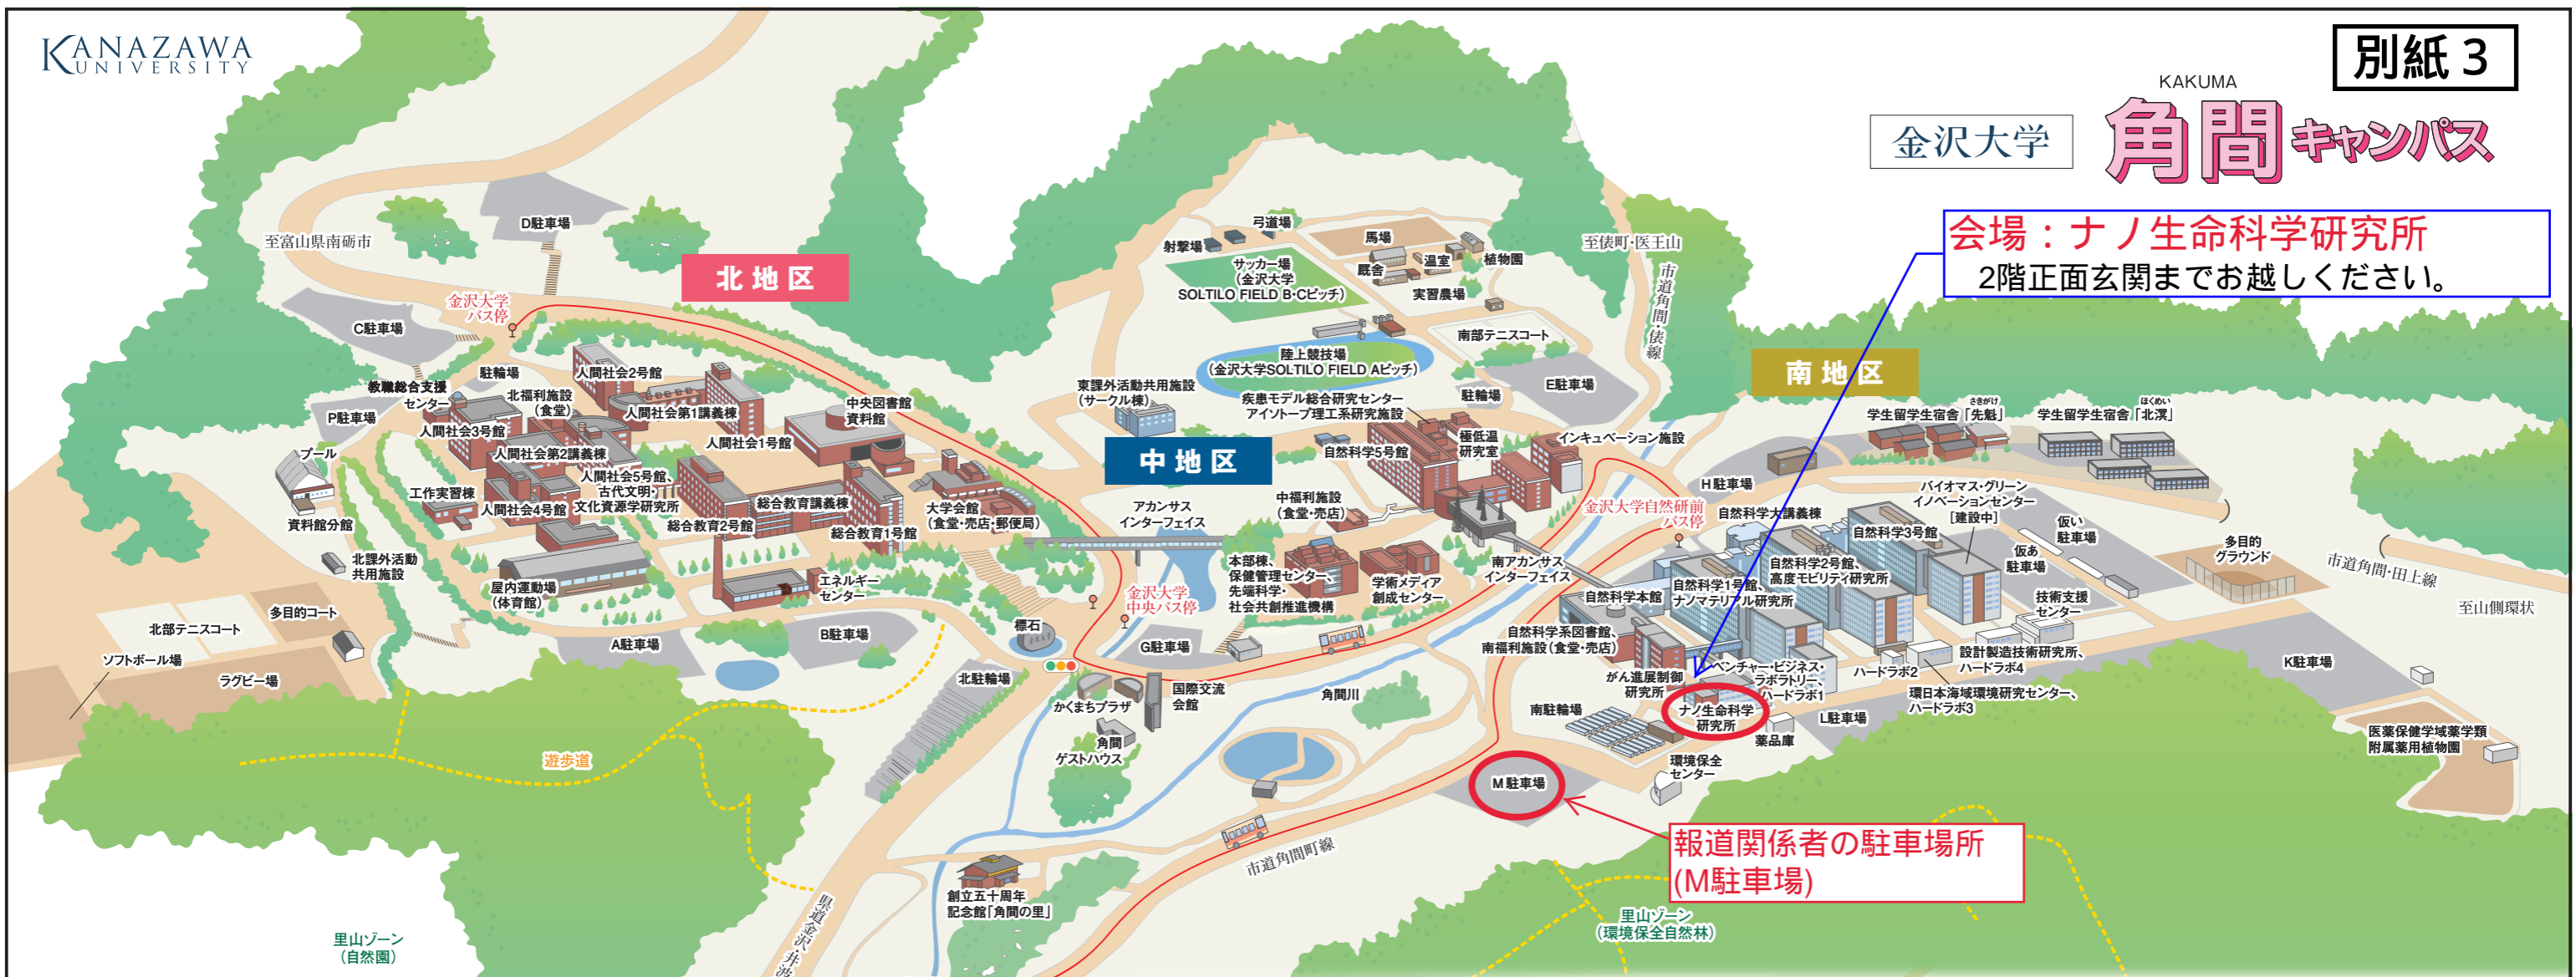 KANAZAWA
UNIVERSITY
別紙３
KAKUMA
金沢大学
角間キャンパス
会場：ナノ生命科学研究所
2階正面玄関までお越しください。
北地区
D駐車場
至富山県南砺市
金沢大学
バス停
C駐車場
駐輪場
教職総合支援
センター
P駐車場
北福利施設
(食堂)
人間社会2号館
人間社会第1講義棟
人間社会3号館
人間社会1号館
中央図書館
資料館
人間社会第2講義棟
プール
資料館分館
工作実習棟
人間社会4号館
人間社会5号館、
古代文明・
文化資源学研究所
総合教育2号館
総合教育講義棟
総合教育1号館
大学会館
(食堂・売店・郵便局)
北課外活動
共用施設
屋内運動場
(体育館)
エネルギー
センター
多目的コート
北部テニスコート
ソフトボール場
ラグビー場
A駐車場
B駐車場
北駐輪場
標石
遊歩道
里山ゾーン
(自然園)
県道金沢・井波
中地区
射撃場
弓道場
馬場
サッカー場
(金沢大学
SOLTILO FIELD B・Cピッチ)
厩舎
温室
植物園
実習農場
至俵町・医王山
市道角間・俵線
南部テニスコート
陸上競技場
(金沢大学SOLTILO FIELD Aピッチ)
E駐車場
駐輪場
東課外活動共用施設
(サークル棟)
疾患モデル総合研究センター
アイソトープ理工系研究施設
自然科学5号館
極低温
研究室
インキュベーション施設
アカンサス
インターフェイス
中福利施設
(食堂・売店)
本部棟、
保健管理センター、
先端科学・
社会共創推進機構
学術メディア
創成センター
南アカンサス
インターフェイス
金沢大学
中央バス停
G駐車場
国際交流
会館
かくまちプラザ
角間
ゲストハウス
角間川
創立五十周年
記念館「角間の里」
市道角間町線
南地区
学生留学生宿舎「先魁」
さきがけ
学生留学生宿舎「北溟」
ほくめい
H駐車場
金沢大学自然研前
バス停
自然科学大講義棟
自然科学3号館
バイオマス・グリーン
イノベーションセンター
[建設中]
仮い
駐車場
仮あ
駐車場
多目的
グラウンド
市道角間・田上線
至山側環状
自然科学2号館、
高度モビリティ研究所
自然科学1号館、
ナノマテリアル研究所
自然科学本館
技術支援
センター
自然科学系図書館、
南福利施設(食堂・売店)
がん進展制御
研究所
ベンチャー・ビジネス・
ラボラトリー、
ハードラボ1
ハードラボ2
設計製造技術研究所、
ハードラボ4
環日本海域環境研究センター、
ハードラボ3
K駐車場
南駐輪場
ナノ生命科学
研究所
薬品庫
L駐車場
環境保全
センター
M駐車場
医薬保健学域薬学類
附属薬用植物園
報道関係者の駐車場所
(M駐車場)
里山ゾーン
(環境保全自然林)